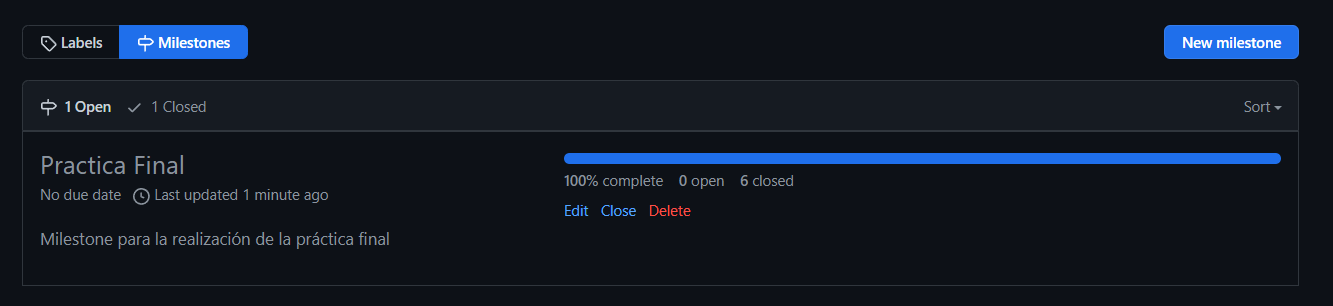 Labels Milestones New milestone
1 Open 1 Closed Sort
Practica Final
No due date Last updated 1 minute ago
Milestone para la realización de la práctica final
100% complete 0 open 6 closed
Edit Close Delete